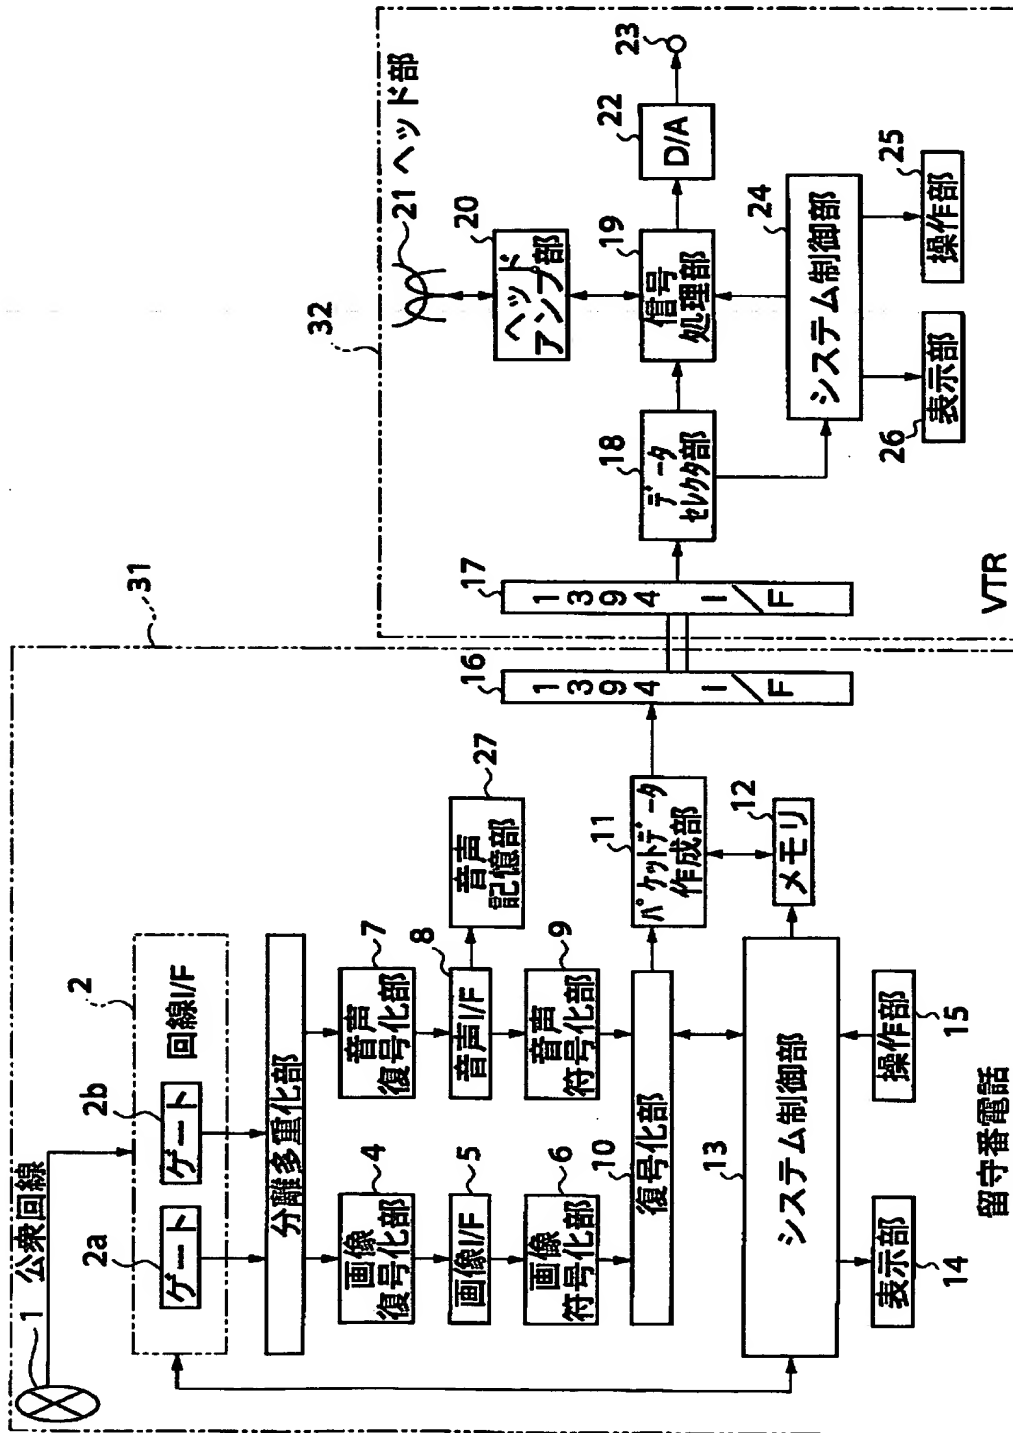 1 公衆回線
2
回線I/F
2a
ゲート
2b
ゲート
分離多重化部
4
画像
復号化部
5
画像I/F
6
画像
符号化部
7
音声
復号化部
8
音声I/F
9
音声
符号化部
27
音声
記憶部
10
復号化部
11
パケットデータ
作成部
12
メモリ
13
システム制御部
14
表示部
15
操作部
留守番電話
31
16
1394 I/F
17
1394 I/F
32
18
データ
セレクタ部
19
信号
処理部
20
ヘッド
アンプ部
21 ヘッド部
22
D/A
23
24
システム制御部
25
操作部
26
表示部
VTR